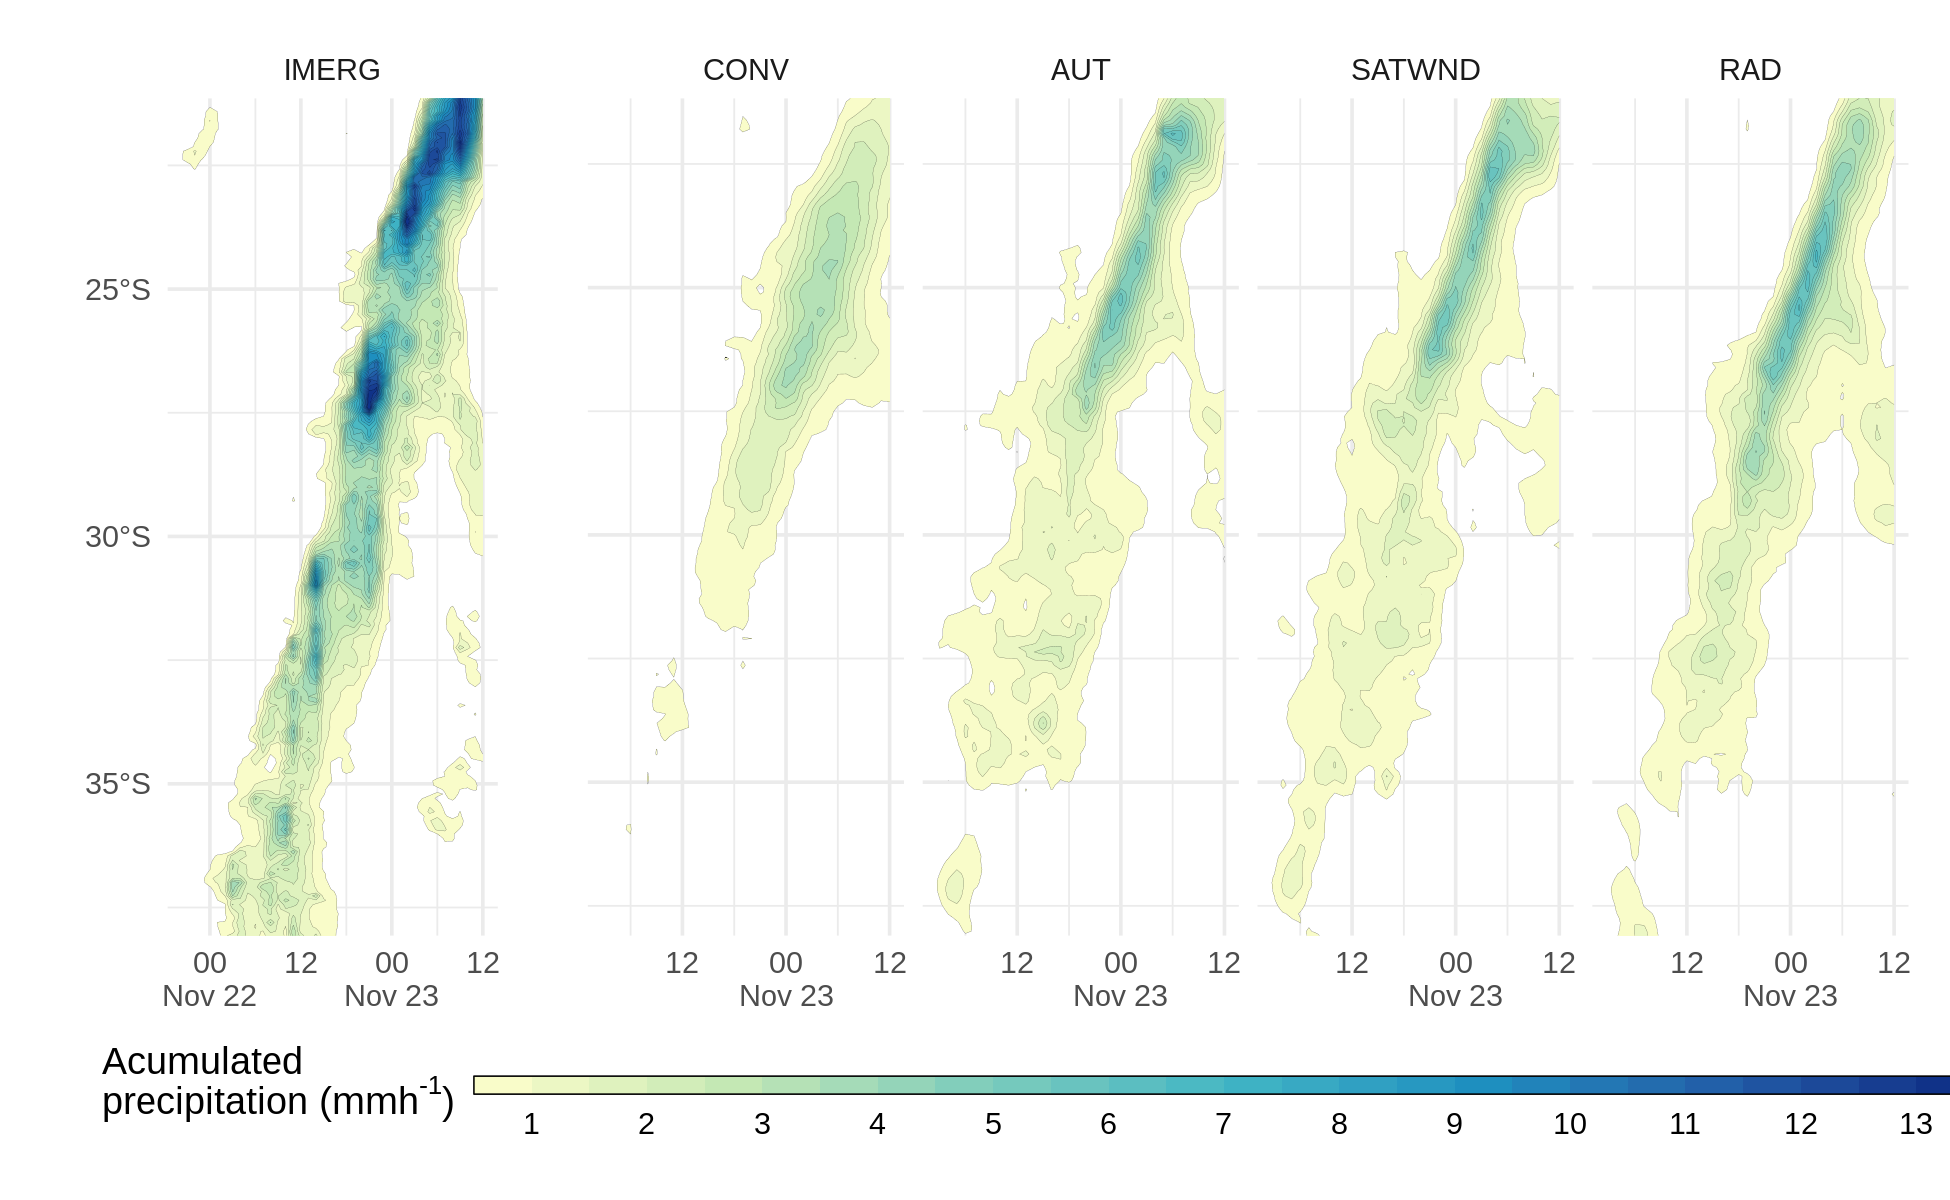 IMERG CONV AUT SATWND RAD
25°S
30°S
35°S
00 12 00 12 12 00 12 12 00 12 12 00 12 12 00 12
Nov 22 Nov 23 Nov 23 Nov 23 Nov 23 Nov 23
Acumulated
precipitation (mmh-1)
1 2 3 4 5 6 7 8 9 10 11 12 13